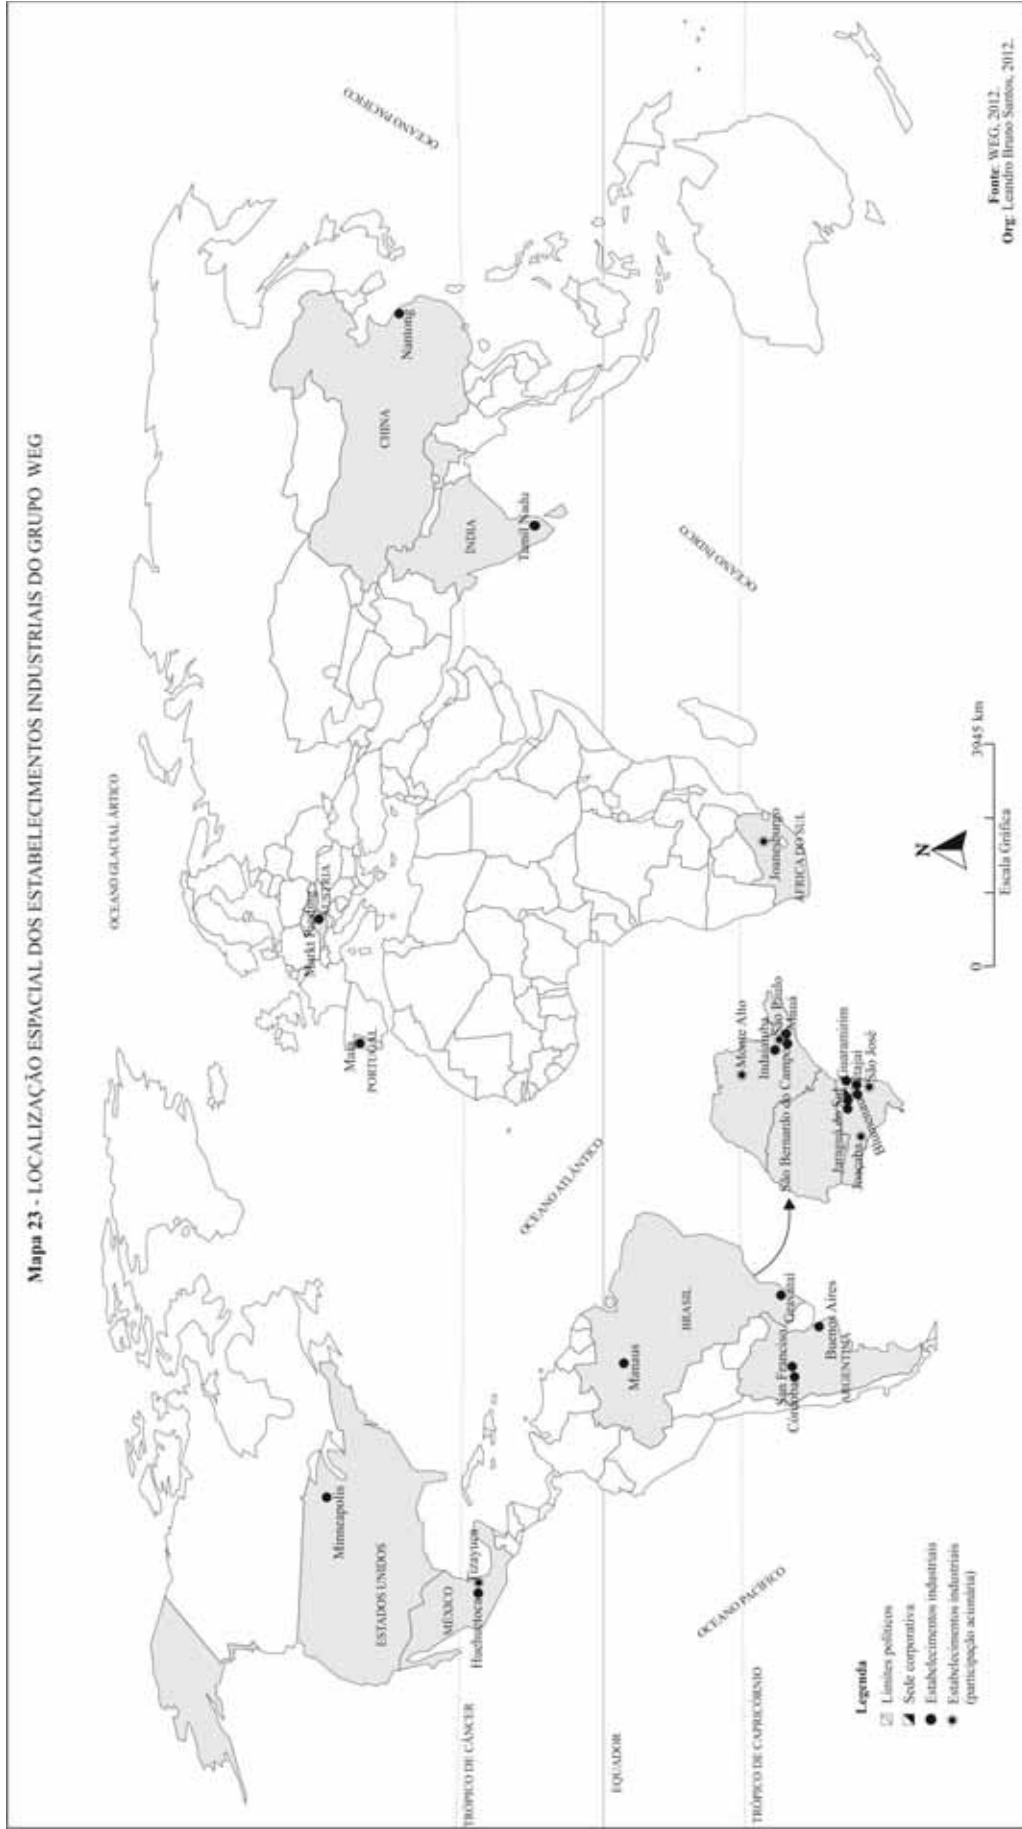 Mapa 23 - LOCALIZAÇÃO ESPACIAL DOS ESTABELECIMENTOS INDUSTRIAIS DO GRUPO WEG
OCEANO GLACIAL ÁRTICO
OCEANO PACÍFICO
Minneapolis
ESTADOS UNIDOS
MÉXICO
Huehuetoca
Tizayuca
Maia
PORTUGAL
ÁUSTRIA
CHINA
Nantong
ÍNDIA
Tamil Nadu
TRÓPICO DE CÂNCER
OCEANO ATLÂNTICO
EQUADOR
Manaus
BRASIL
OCEANO PACÍFICO
OCEANO ÍNDICO
TRÓPICO DE CAPRICÓRNIO
Gravataí
San Francisco
Córdoba
Buenos Aires
ARGENTINA
Monte Alto
Indaiatuba
São Paulo
Mauá
São Bernardo do Campo
Guaramirim
Itajaí
São José
Jaraguá do Sul
Blumenau
Joaçaba
Joanesburgo
ÁFRICA DO SUL
Legenda
Limites políticos
Sede corporativa
Estabelecimentos industriais
Estabelecimentos industriais
(participação acionária)
N
0 3945 km
Escala Gráfica
Fonte: WEG, 2012.
Org: Leandro Bruno Santos, 2012.